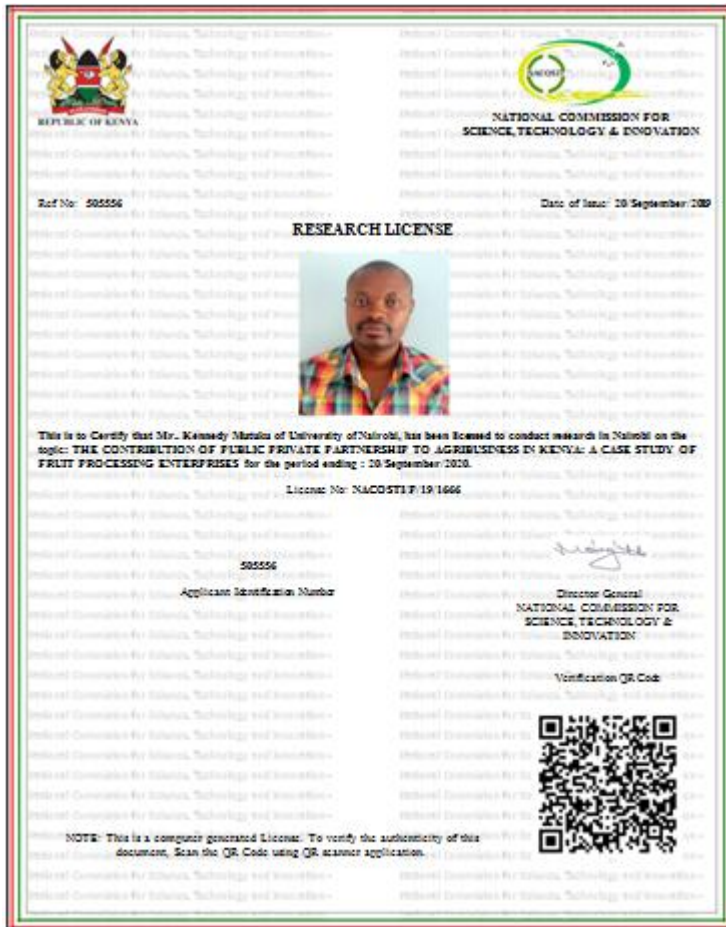 REPUBLIC OF KENYA
NACOSTI
NATIONAL COMMISSION FOR
SCIENCE, TECHNOLOGY & INNOVATION
Ref No: 505556
Date of Issue: 20/September/2019
RESEARCH LICENSE
This is to Certify that Mr.. Kennedy Mutuku of University of Nairobi, has been licensed to conduct research in Nairobi on the
topic: THE CONTRIBUTION OF PUBLIC PRIVATE PARTNERSHIP TO AGRIBUSINESS IN KENYA: A CASE STUDY OF
FRUIT PROCESSING ENTERPRISES for the period ending : 20/September/2020.
License No: NACOSTI/P/19/1666
505556
Applicant Identification Number
Director General
NATIONAL COMMISSION FOR
SCIENCE, TECHNOLOGY &
INNOVATION
Verification QR Code
NOTE: This is a computer generated License. To verify the authenticity of this
document, Scan the QR Code using QR scanner application.